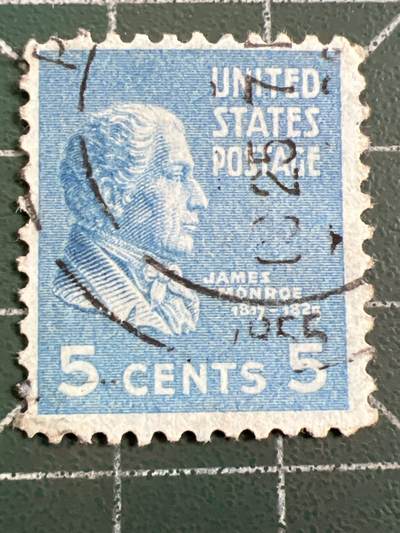 UNITED
STATES
POSTAGE
JAMES
MONROE
1817-1825
5 CENTS 5